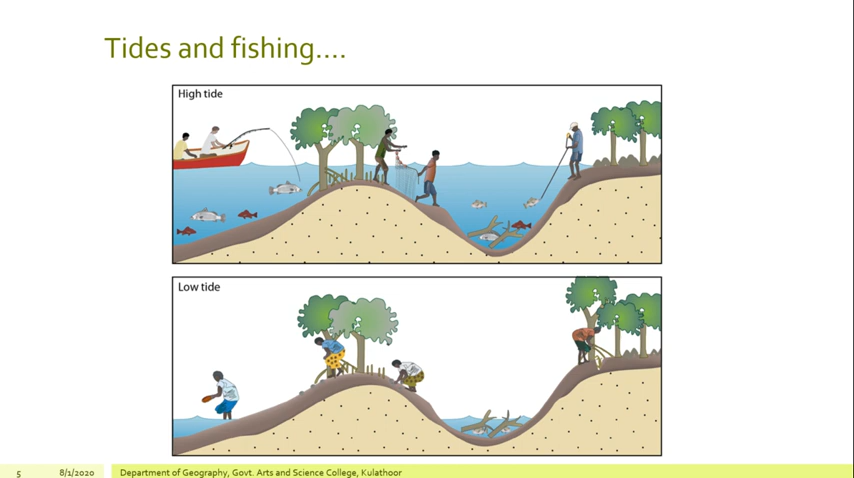 Tides and fishing....
High tide
Low tide
5
8/1/2020
Department of Geography, Govt. Arts and Science College, Kulathoor